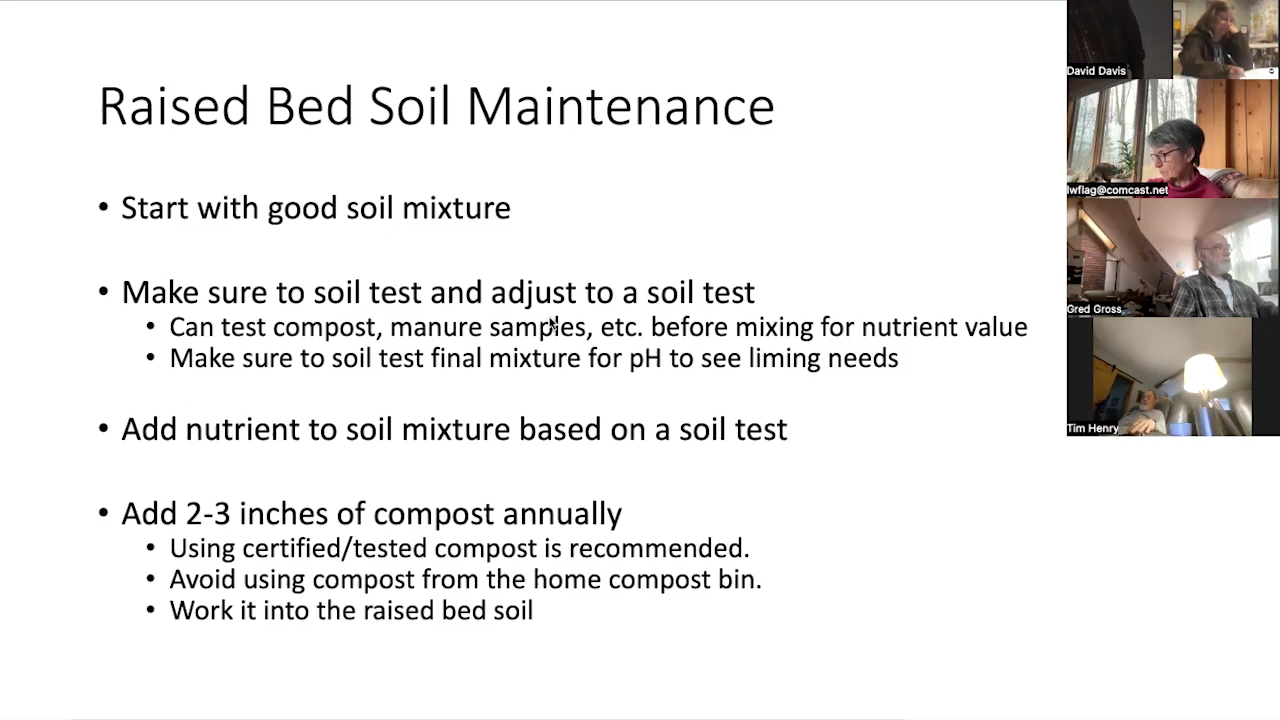 Raised Bed Soil Maintenance
• Start with good soil mixture
• Make sure to soil test and adjust to a soil test
• Can test compost, manure samples, etc. before mixing for nutrient value
• Make sure to soil test final mixture for pH to see liming needs
• Add nutrient to soil mixture based on a soil test
• Add 2-3 inches of compost annually
• Using certified/tested compost is recommended.
• Avoid using compost from the home compost bin.
• Work it into the raised bed soil
David Davis
lwflag@comcast.net
Gred Gross
Tim Henry